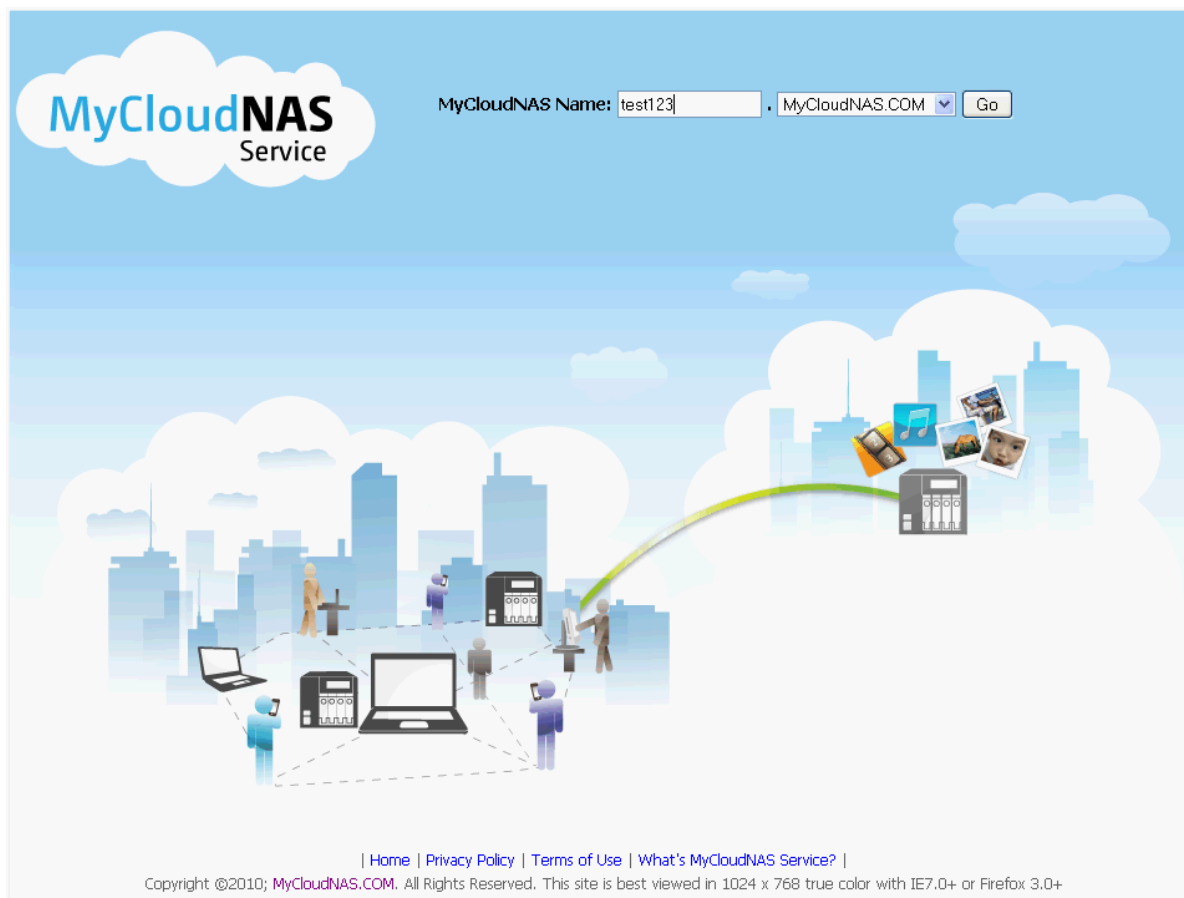 MyCloudNAS
Service
MyCloudNAS Name: test123 . MyCloudNAS.COM Go
| Home | Privacy Policy | Terms of Use | What's MyCloudNAS Service? |
Copyright ©2010; MyCloudNAS.COM. All Rights Reserved. This site is best viewed in 1024 x 768 true color with IE7.0+ or Firefox 3.0+